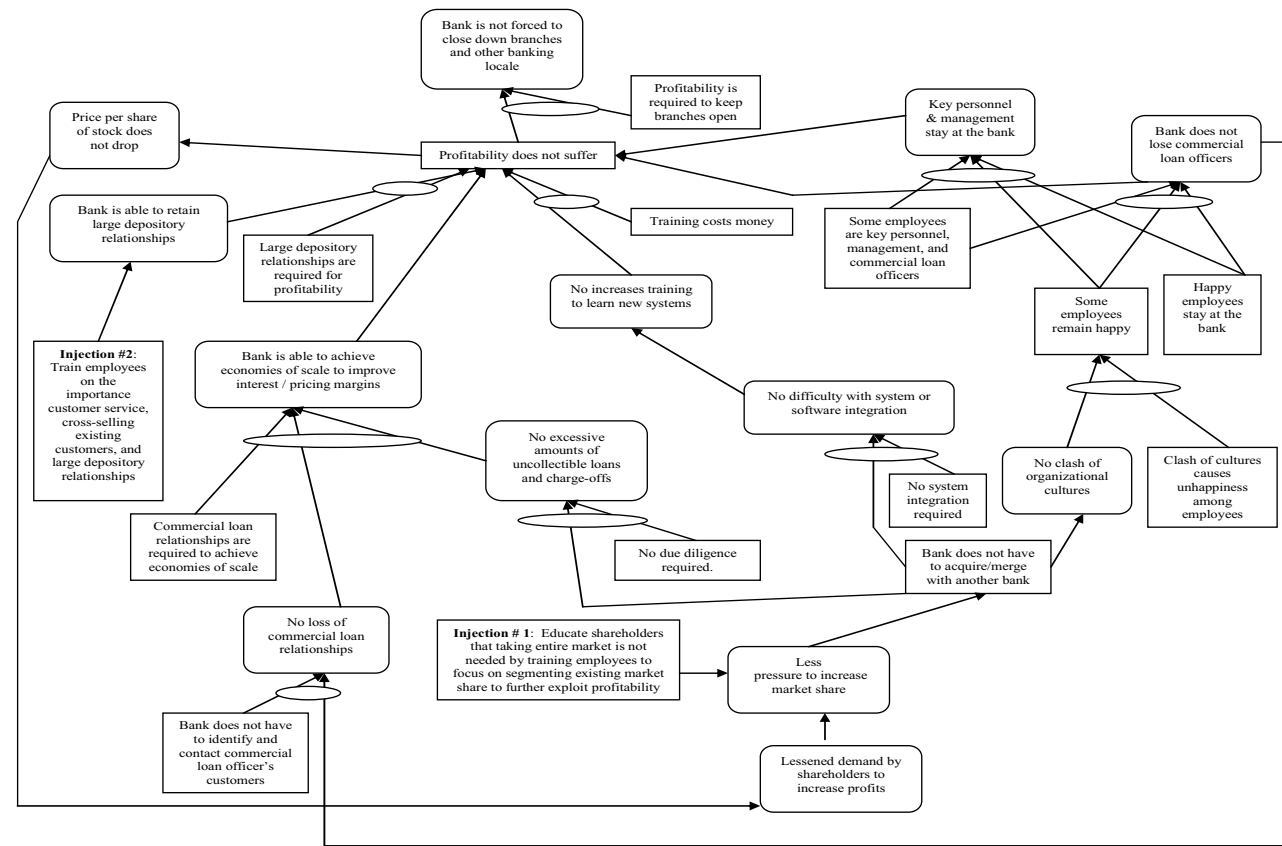 Bank is not forced to
close down branches
and other banking
locale
Profitability is
required to keep
branches open
Key personnel
& management
stay at the bank
Price per share
of stock does
not drop
Bank does not
lose commercial
loan officers
Profitability does not suffer
Bank is able to retain
large depository
relationships
Training costs money
Some employees
are key personnel,
management, and
commercial loan
officers
Large depository
relationships are
required for
profitability
No increases training
to learn new systems
Some
employees
remain happy
Happy
employees
stay at the
bank
Injection #2:
Train employees
on the
importance
customer service,
cross-selling
existing
customers, and
large depository
relationships
Bank is able to achieve
economies of scale to improve
interest / pricing margins
No difficulty with system or
software integration
No excessive
amounts of
uncollectible loans
and charge-offs
No clash of
organizational
cultures
Clash of cultures
causes
unhappiness
among
employees
No system
integration
required
Commercial loan
relationships are
required to achieve
economies of scale
No due diligence
required.
Bank does not have
to acquire/merge
with another bank
No loss of
commercial loan
relationships
Injection # 1: Educate shareholders
that taking entire market is not
needed by training employees to
focus on segmenting existing market
share to further exploit profitability
Less
pressure to increase
market share
Bank does not have
to identify and
contact commercial
loan officer's
customers
Lessened demand by
shareholders to
increase profits